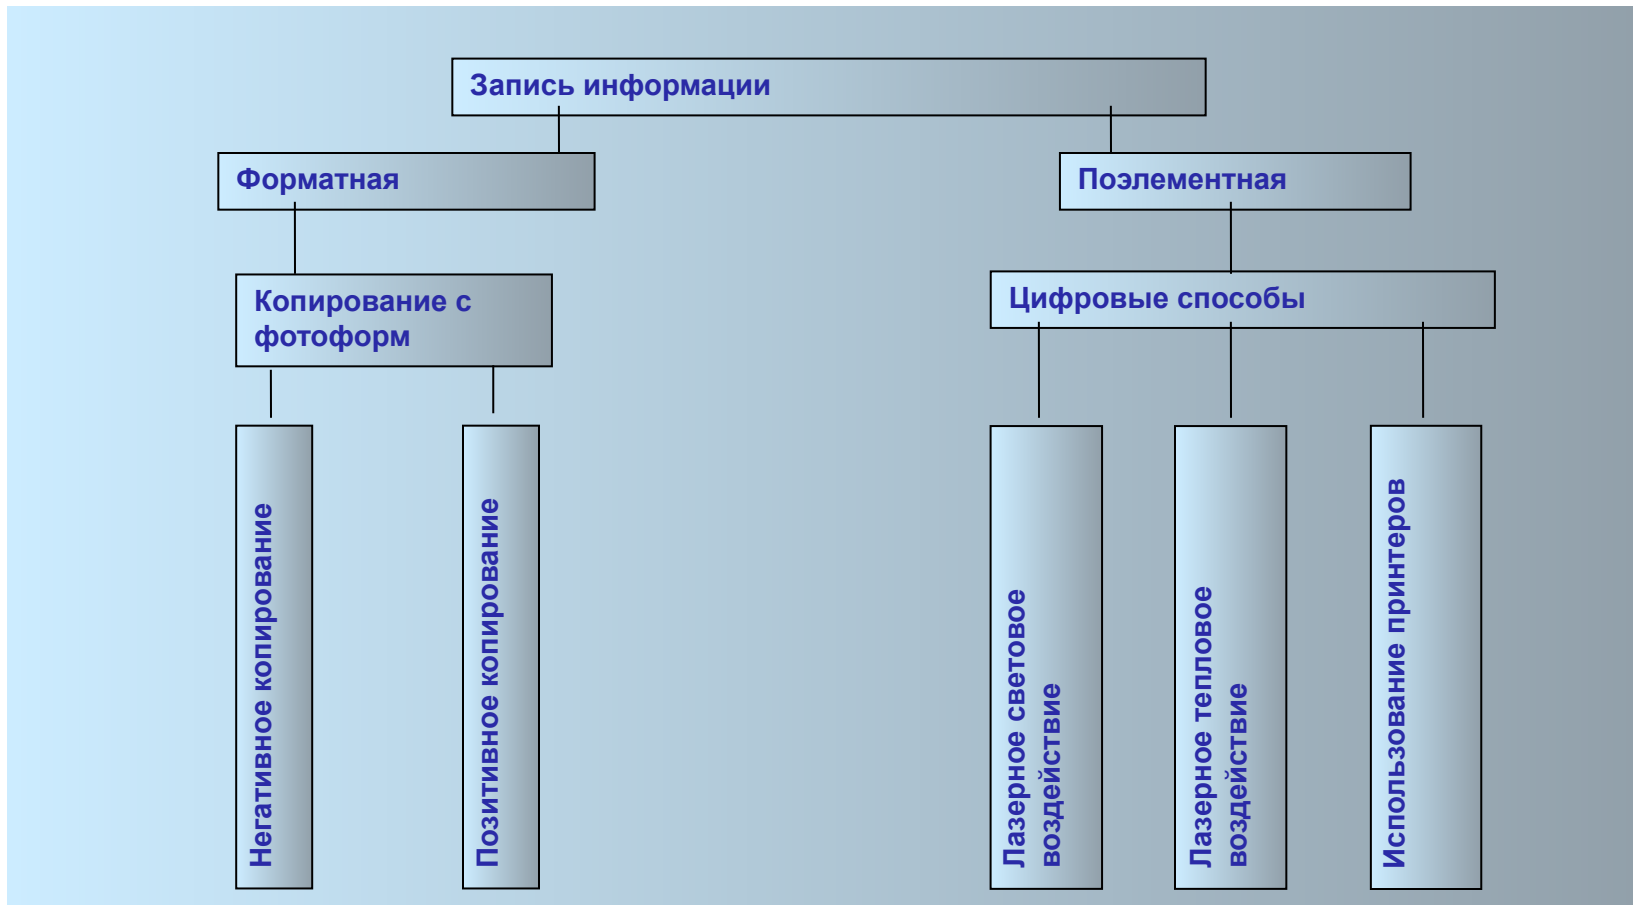 Запись информации
Форматная
Поэлементная
Копирование с
фотоформ
Цифровые способы
Негативное копирование
Позитивное копирование
Лазерное световое
воздействие
Лазерное тепловое
воздействие
Использование принтеров